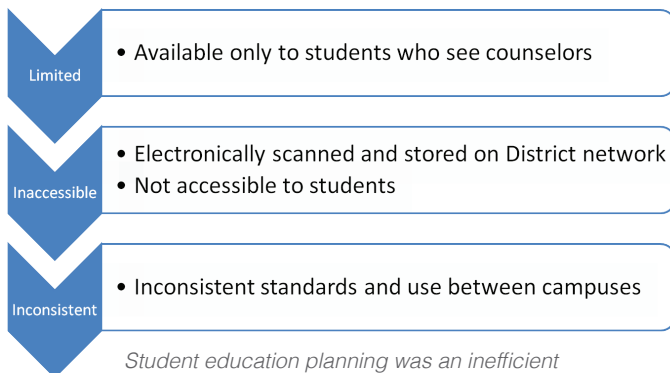 Limited
• Available only to students who see counselors
Inaccessible
• Electronically scanned and stored on District network
• Not accessible to students
Inconsistent
• Inconsistent standards and use between campuses
Student education planning was an inefficient